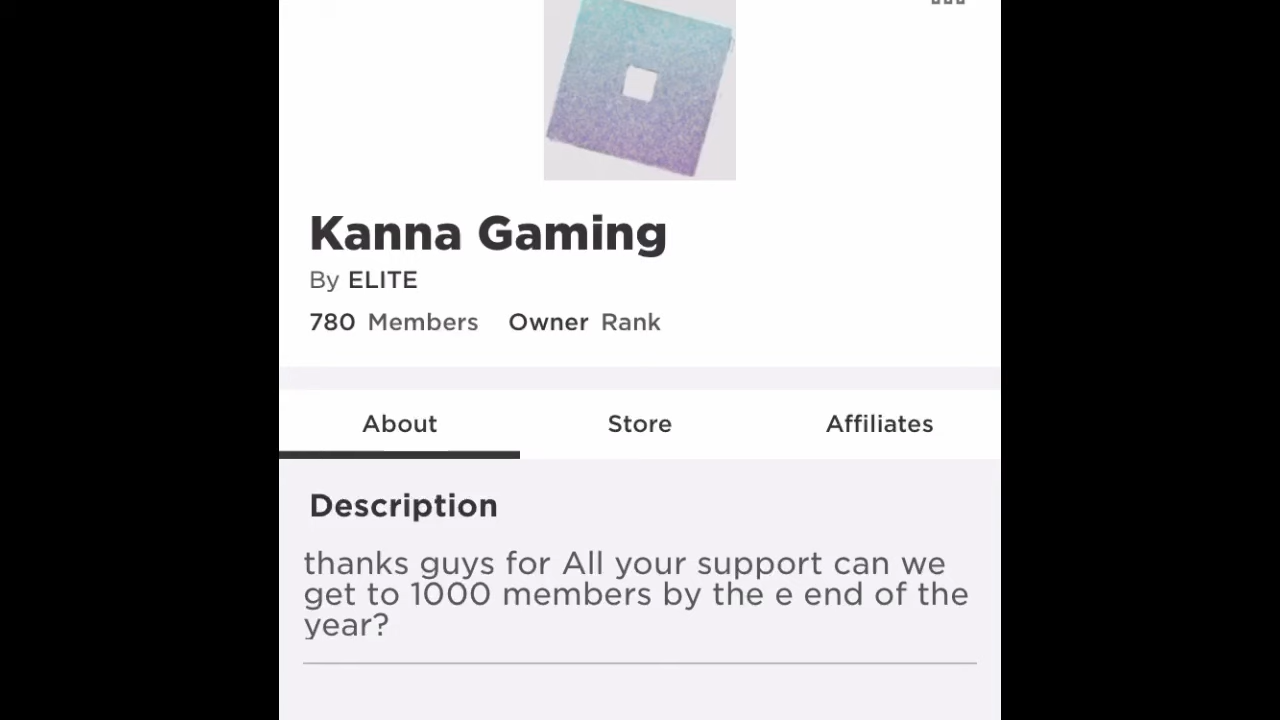 Kanna Gaming
By ELITE
780 Members Owner Rank
About Store Affiliates
Description
thanks guys for All your support can we
get to 1000 members by the e end of the
year?